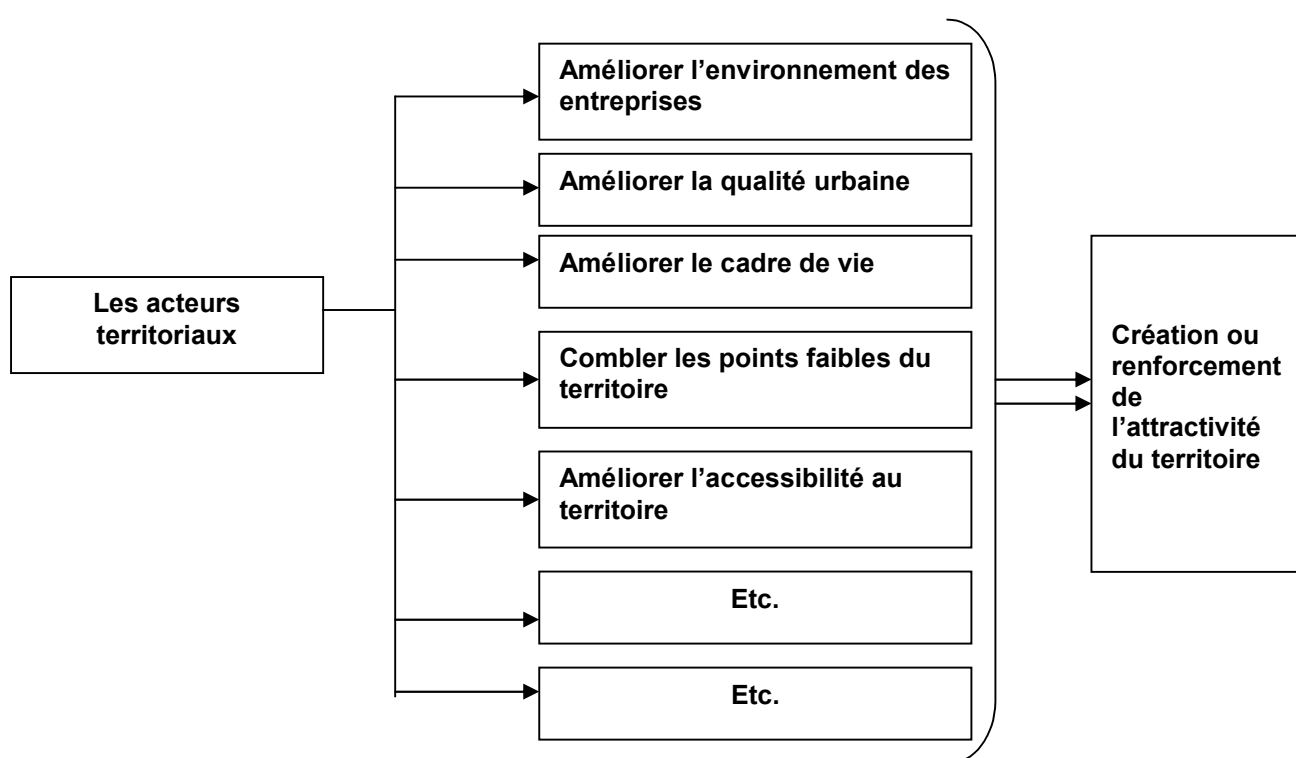 Améliorer l’environnement des
entreprises
Améliorer la qualité urbaine
Améliorer le cadre de vie
Les acteurs
territoriaux
Combler les points faibles du
territoire
Améliorer l’accessibilité au
territoire
Etc.
Etc.
Création ou
renforcement
de
l’attractivité
du territoire